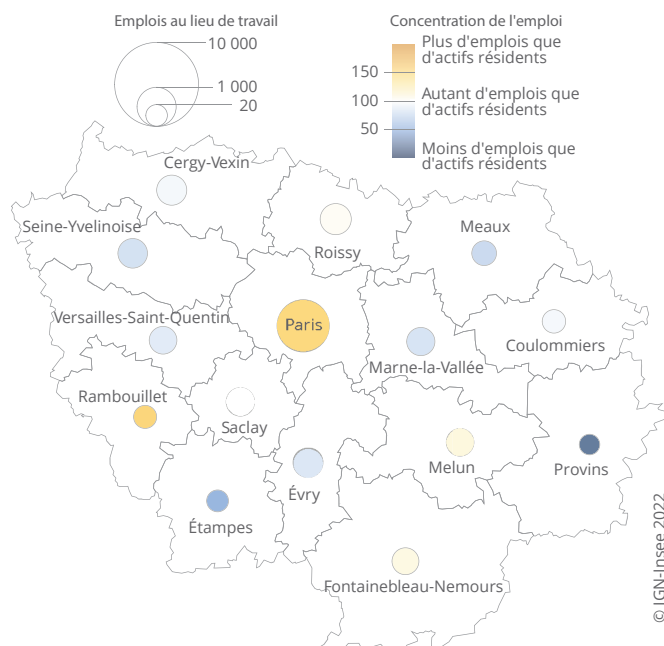 Emplois au lieu de travail
10 000
1 000
20
Concentration de l'emploi
Plus d'emplois que
d'actifs résidents
150
Autant d'emplois que
100
d'actifs résidents
50
Moins d'emplois que
d'actifs résidents
Cergy-Vexin
Seine-Yvelinoise
Roissy
Meaux
Versailles-Saint-Quentin
Paris
Marne-la-Vallée
Coulommiers
Rambouillet
Saclay
Melun
Provins
Évry
Étampes
Fontainebleau-Nemours
© IGN-Insee 2022